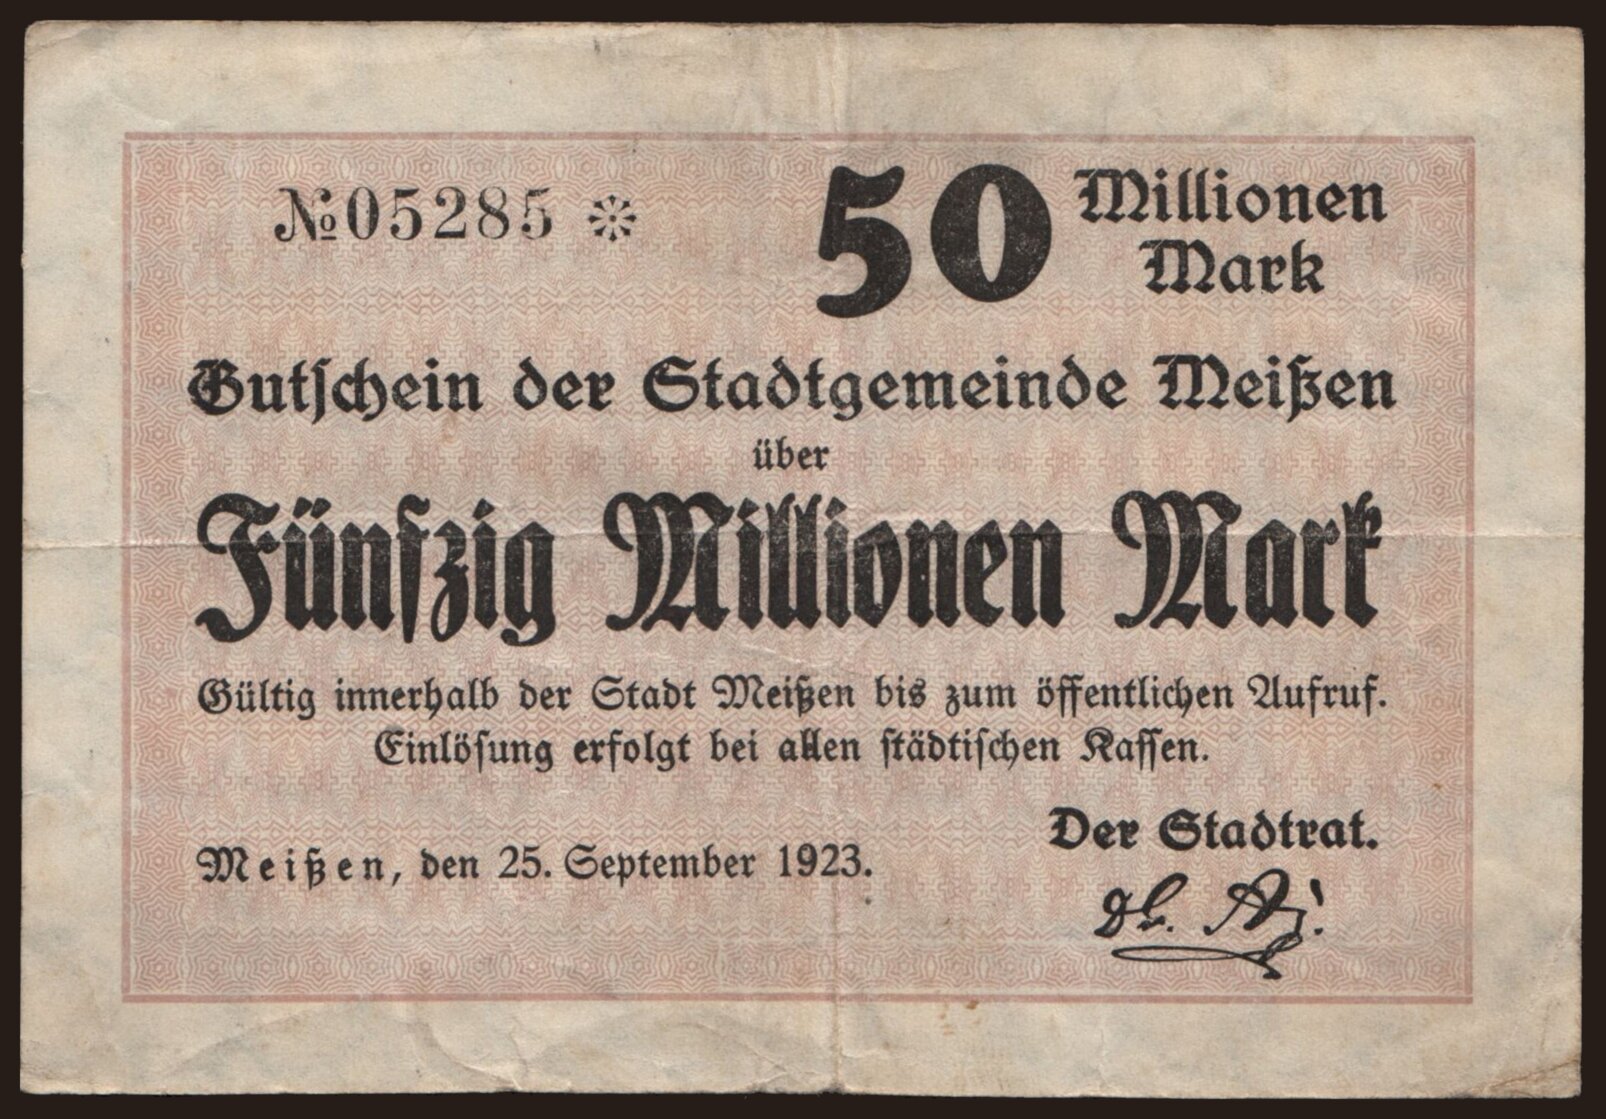 №05285 *
50 Millionen
Mark
Gutschein der Stadtgemeinde Meißen
über
Fünfzig Millionen Mark
Gültig innerhalb der Stadt Meißen bis zum öffentlichen Aufruf.
Einlösung erfolgt bei allen städtischen Kassen.
Der Stadtrat.
Meißen, den 25. September 1923.